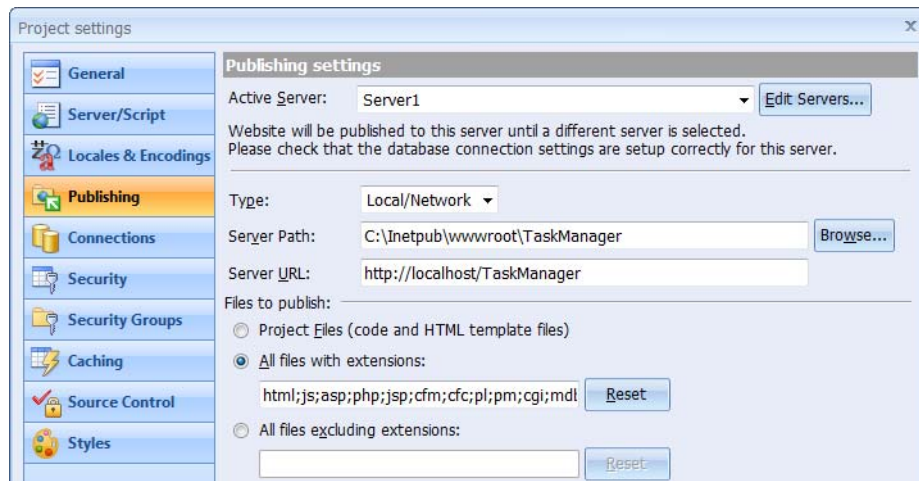 Project settings
x
General
Server/Script
Locales & Encodings
Publishing
Connections
Security
Security Groups
Caching
Source Control
Styles
Publishing settings
Active Server: Server1 Edit Servers...
Website will be published to this server until a different server is selected.
Please check that the database connection settings are setup correctly for this server.
Type: Local/Network
Server Path: C:\Inetpub\wwwroot\TaskManager Browse...
Server URL: http://localhost/TaskManager
Files to publish:
Project Files (code and HTML template files)
All files with extensions:
html;js;asp;php;jsp;cfm;cfc;pl;pm;cgi;mdb Reset
All files excluding extensions:
Reset